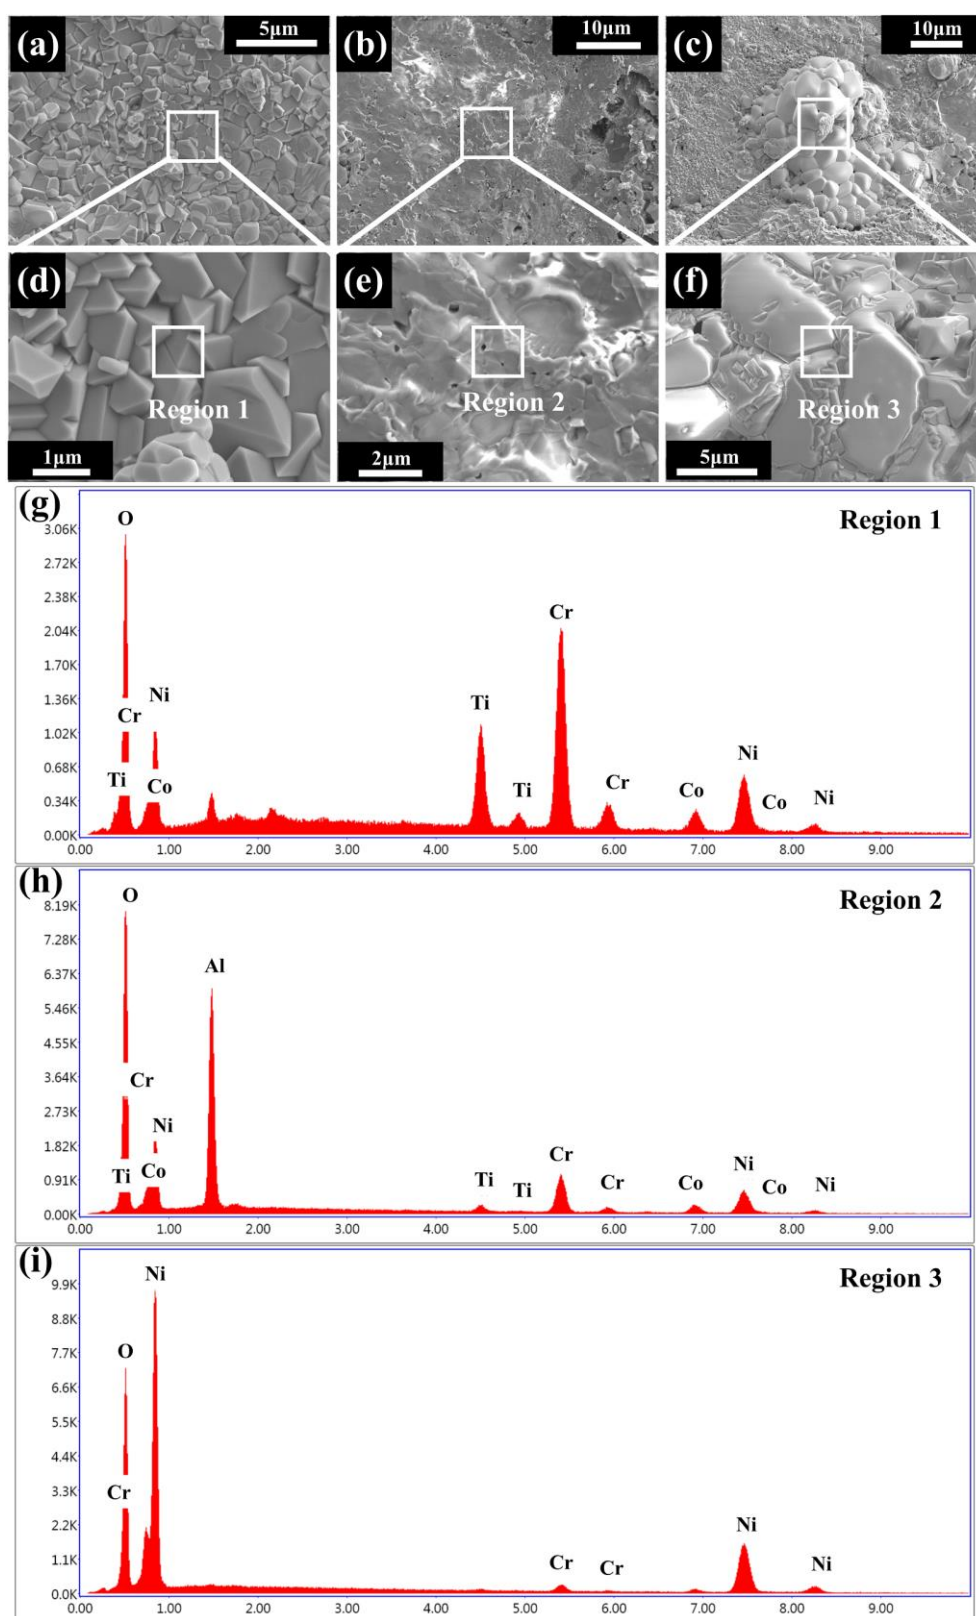 (a) 5μm (b) 10μm (c) 10μm
(d) Region 1 1μm (e) Region 2 2μm (f) Region 3 5μm
(g) Region 1
O
3.06K
2.72K
2.38K
2.04K
1.70K
1.36K
1.02K
0.68K
0.34K
0.00K
Cr
Ni
Ti
Co
Ti
Ti
Cr
Cr
Co
Ni
Co
Ni
0.00 1.00 2.00 3.00 4.00 5.00 6.00 7.00 8.00 9.00
(h) Region 2
O
8.19K
7.28K
6.37K
5.46K
4.55K
3.64K
2.73K
1.82K
0.91K
0.00K
Al
Cr
Ni
Ti
Co
Ti
Ti
Cr
Cr
Co
Ni
Co
Ni
0.00 1.00 2.00 3.00 4.00 5.00 6.00 7.00 8.00 9.00
(i) Region 3
Ni
9.9K
8.8K
7.7K
6.6K
5.5K
4.4K
3.3K
2.2K
1.1K
0.0K
O
Cr
Cr
Cr
Ni
Ni
0.00 1.00 2.00 3.00 4.00 5.00 6.00 7.00 8.00 9.00